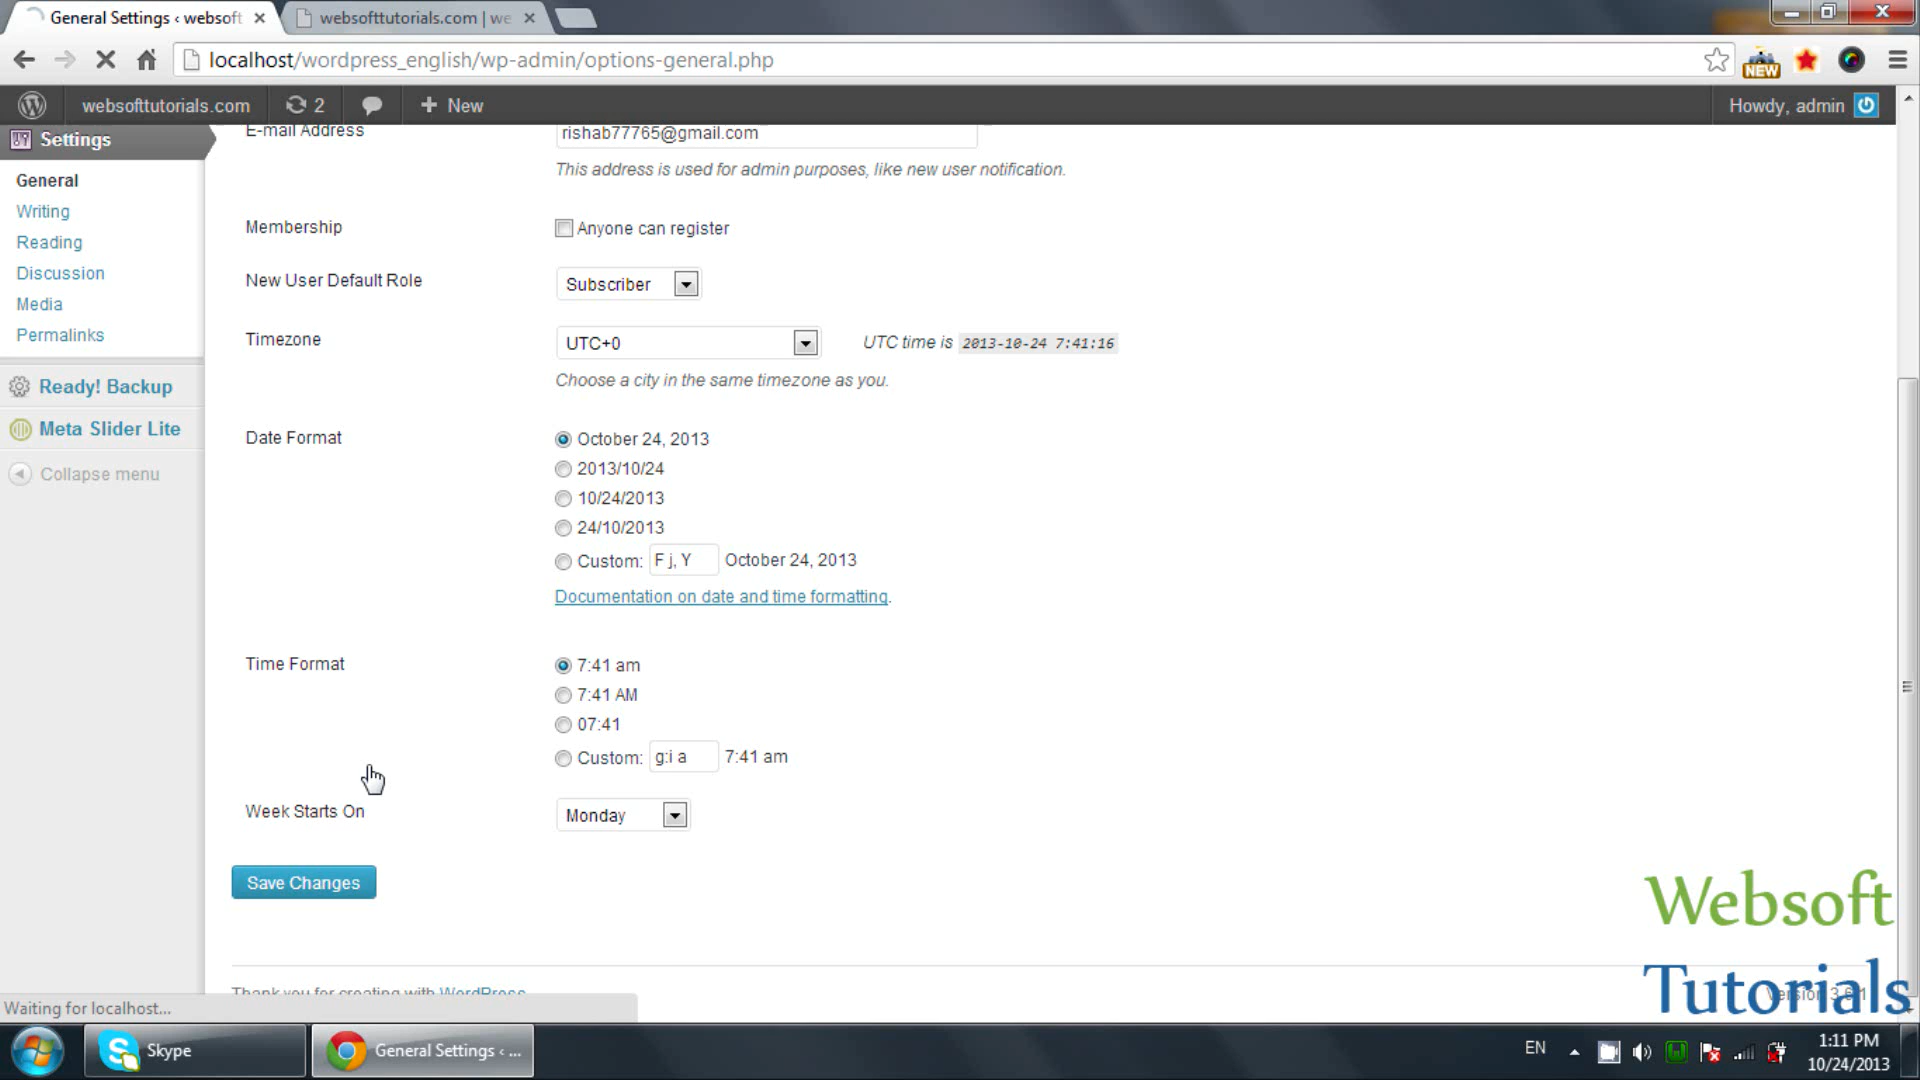 General Settings ‹ websoft
websofttutorials.com | we
localhost/wordpress_english/wp-admin/options-general.php
NEW
websofttutorials.com
2
+ New
Howdy, admin
Settings
E-mail Address
rishab77765@gmail.com
This address is used for admin purposes, like new user notification.
General
Writing
Reading
Discussion
Media
Permalinks
Ready! Backup
Meta Slider Lite
Collapse menu
Membership
Anyone can register
New User Default Role
Subscriber
Timezone
UTC+0
UTC time is 2013-10-24 7:41:16
Choose a city in the same timezone as you.
Date Format
October 24, 2013
2013/10/24
10/24/2013
24/10/2013
Custom: F j, Y October 24, 2013
Documentation on date and time formatting.
Time Format
7:41 am
7:41 AM
07:41
Custom: g:i a 7:41 am
Week Starts On
Monday
Save Changes
Thank you for creating with WordPress
Websoft
Tutorials
Waiting for localhost...
Skype
General Settings ‹ ...
EN
1:11 PM
10/24/2013